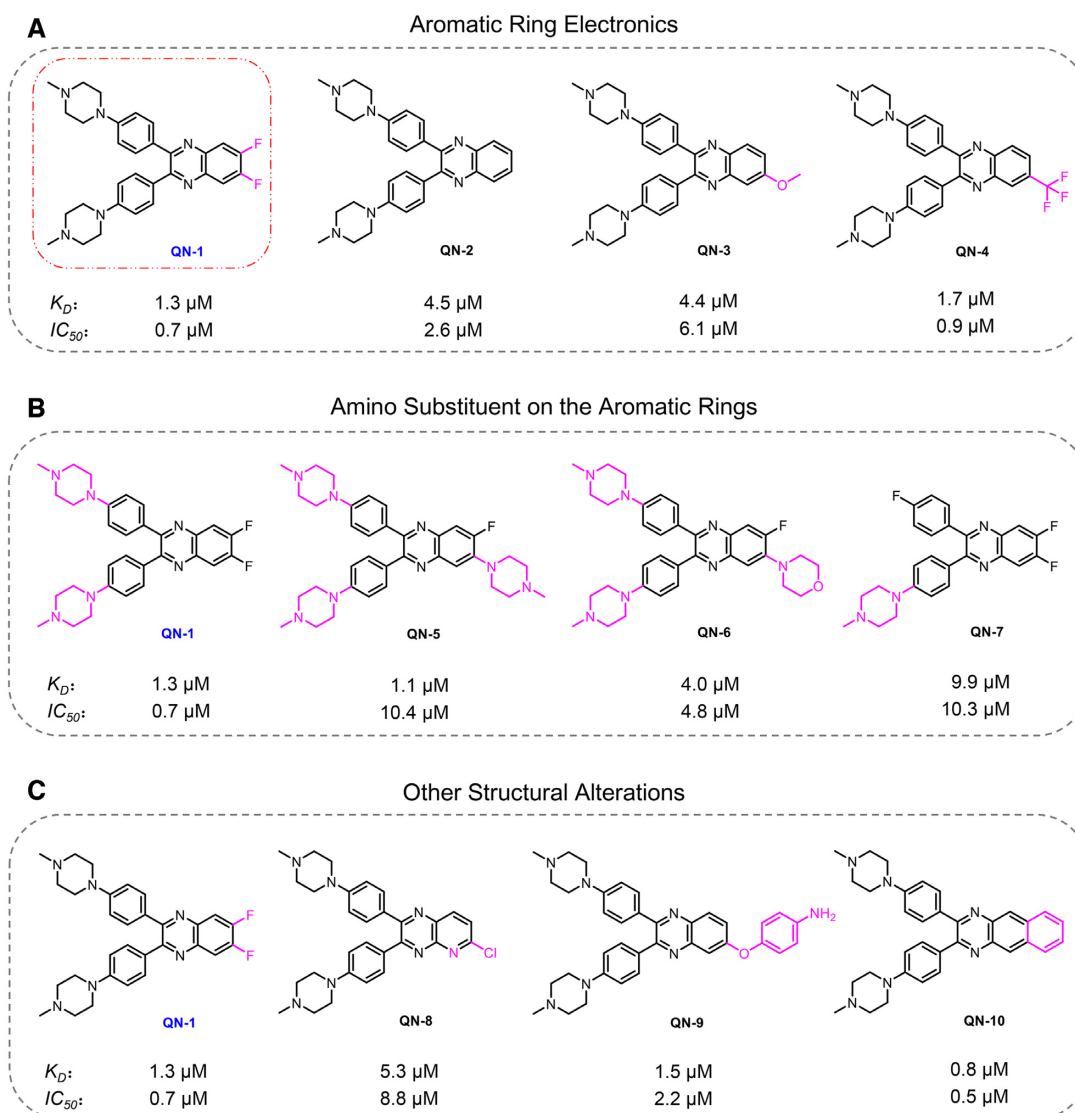 A
Aromatic Ring Electronics
N
N
N
F
N
F
N
N
QN-1
N
N
N
N
N
N
QN-2
N
N
N
N
O
N
N
QN-3
N
N
N
F
F
N
F
N
N
QN-4
K_D: 1.3 µM 4.5 µM 4.4 µM 1.7 µM
IC50: 0.7 µM 2.6 µM 6.1 µM 0.9 µM
B
Amino Substituent on the Aromatic Rings
N
N
N
F
N
F
N
N
QN-1
N
N
N
F
N
N
N
N
N
QN-5
N
N
N
F
N
N
O
N
N
QN-6
F
N
F
N
F
N
N
QN-7
K_D: 1.3 µM 1.1 µM 4.0 µM 9.9 µM
IC50: 0.7 µM 10.4 µM 4.8 µM 10.3 µM
C
Other Structural Alterations
N
N
N
F
N
F
N
N
QN-1
N
N
N
N
N
Cl
N
N
QN-8
N
N
N
NH2
N
O
N
N
QN-9
N
N
N
N
N
N
QN-10
K_D: 1.3 µM 5.3 µM 1.5 µM 0.8 µM
IC50: 0.7 µM 8.8 µM 2.2 µM 0.5 µM